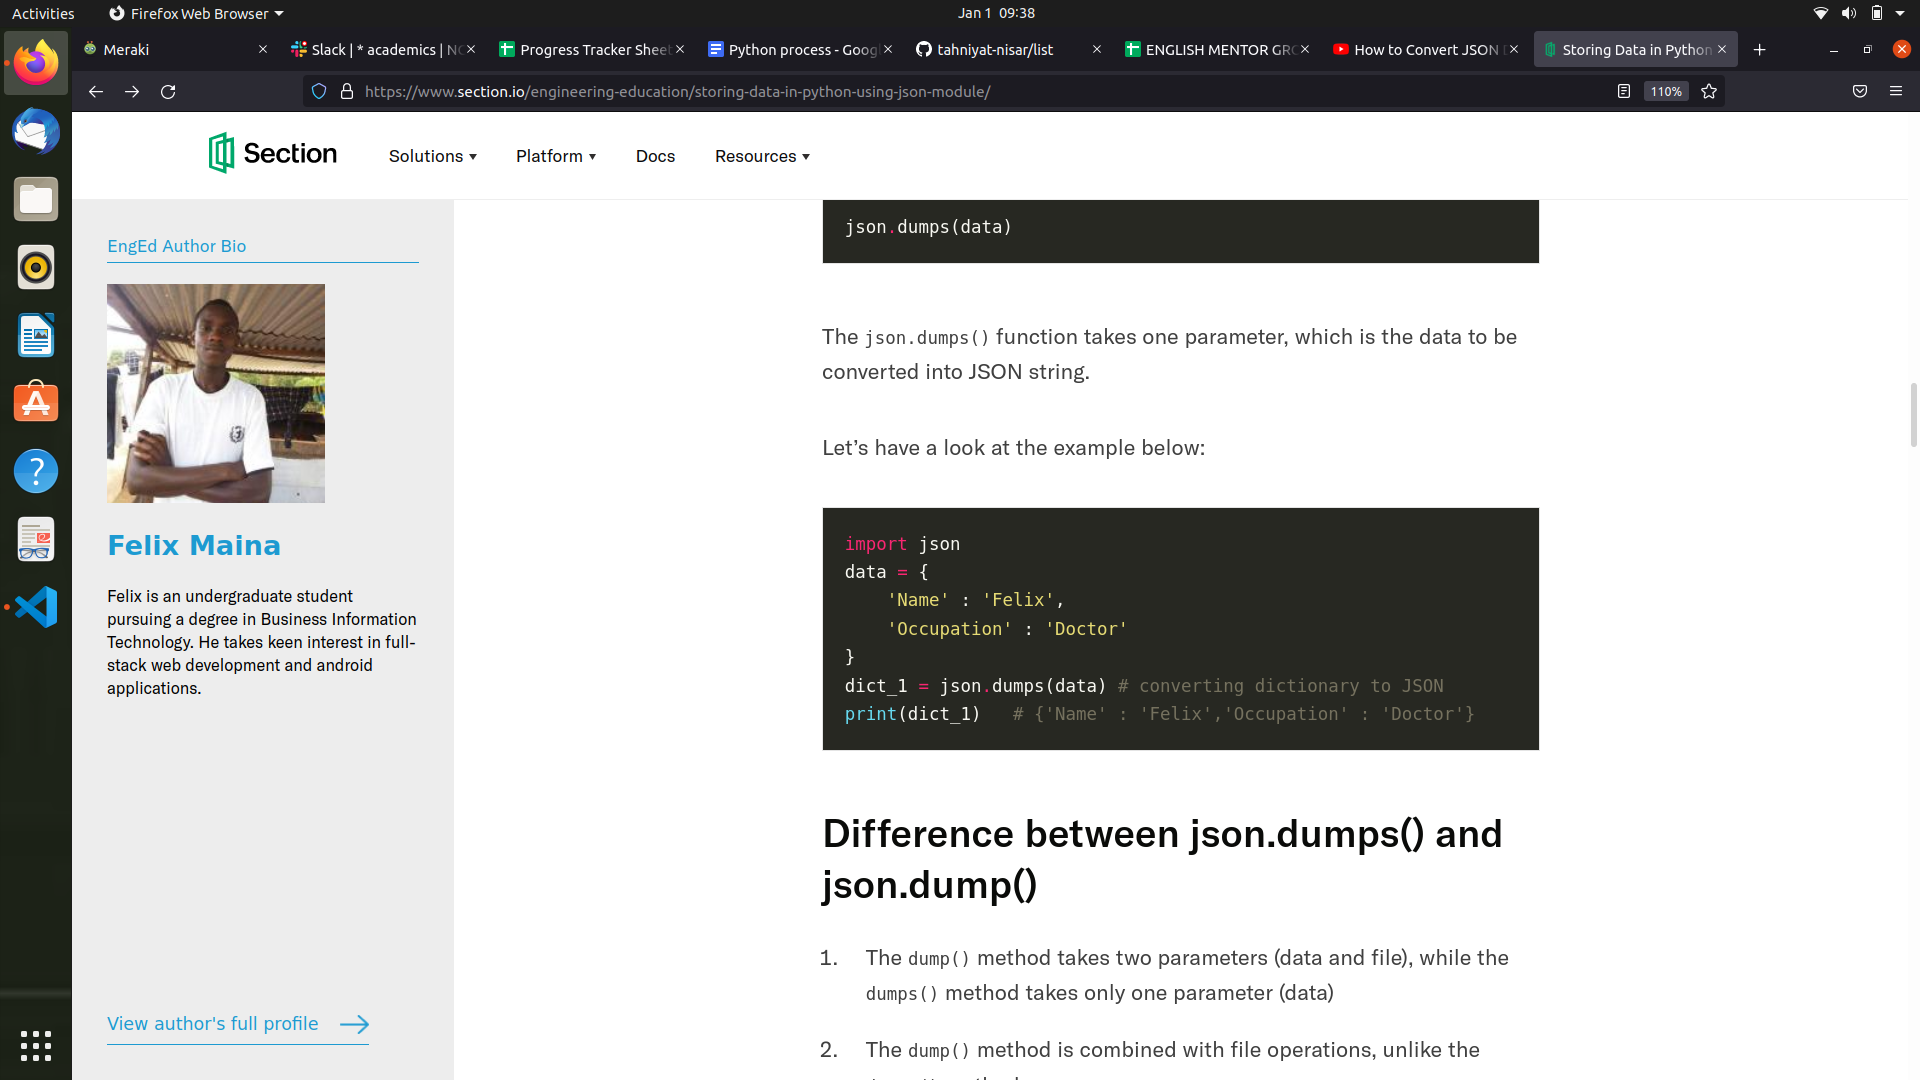 Activities
Firefox Web Browser
Jan 1 09:38
Meraki
Slack | * academics | NG
Progress Tracker Sheet
Python process - Goog
tahniyat-nisar/list
ENGLISH MENTOR GR
How to Convert JSON
Storing Data in Python
https://www.section.io/engineering-education/storing-data-in-python-using-json-module/
110%
Section
Solutions
Platform
Docs
Resources
EngEd Author Bio
Felix Maina
Felix is an undergraduate student
pursuing a degree in Business Information
Technology. He takes keen interest in full-
stack web development and android
applications.
View author's full profile
json.dumps(data)
The json.dumps() function takes one parameter, which is the data to be
converted into JSON string.
Let’s have a look at the example below:
import json
data = {
    'Name' : 'Felix',
    'Occupation' : 'Doctor'
}
dict_1 = json.dumps(data) # converting dictionary to JSON
print(dict_1)   # {'Name' : 'Felix','Occupation' : 'Doctor'}
Difference between json.dumps() and
json.dump()
1. The dump() method takes two parameters (data and file), while the
dumps() method takes only one parameter (data)
2. The dump() method is combined with file operations, unlike the